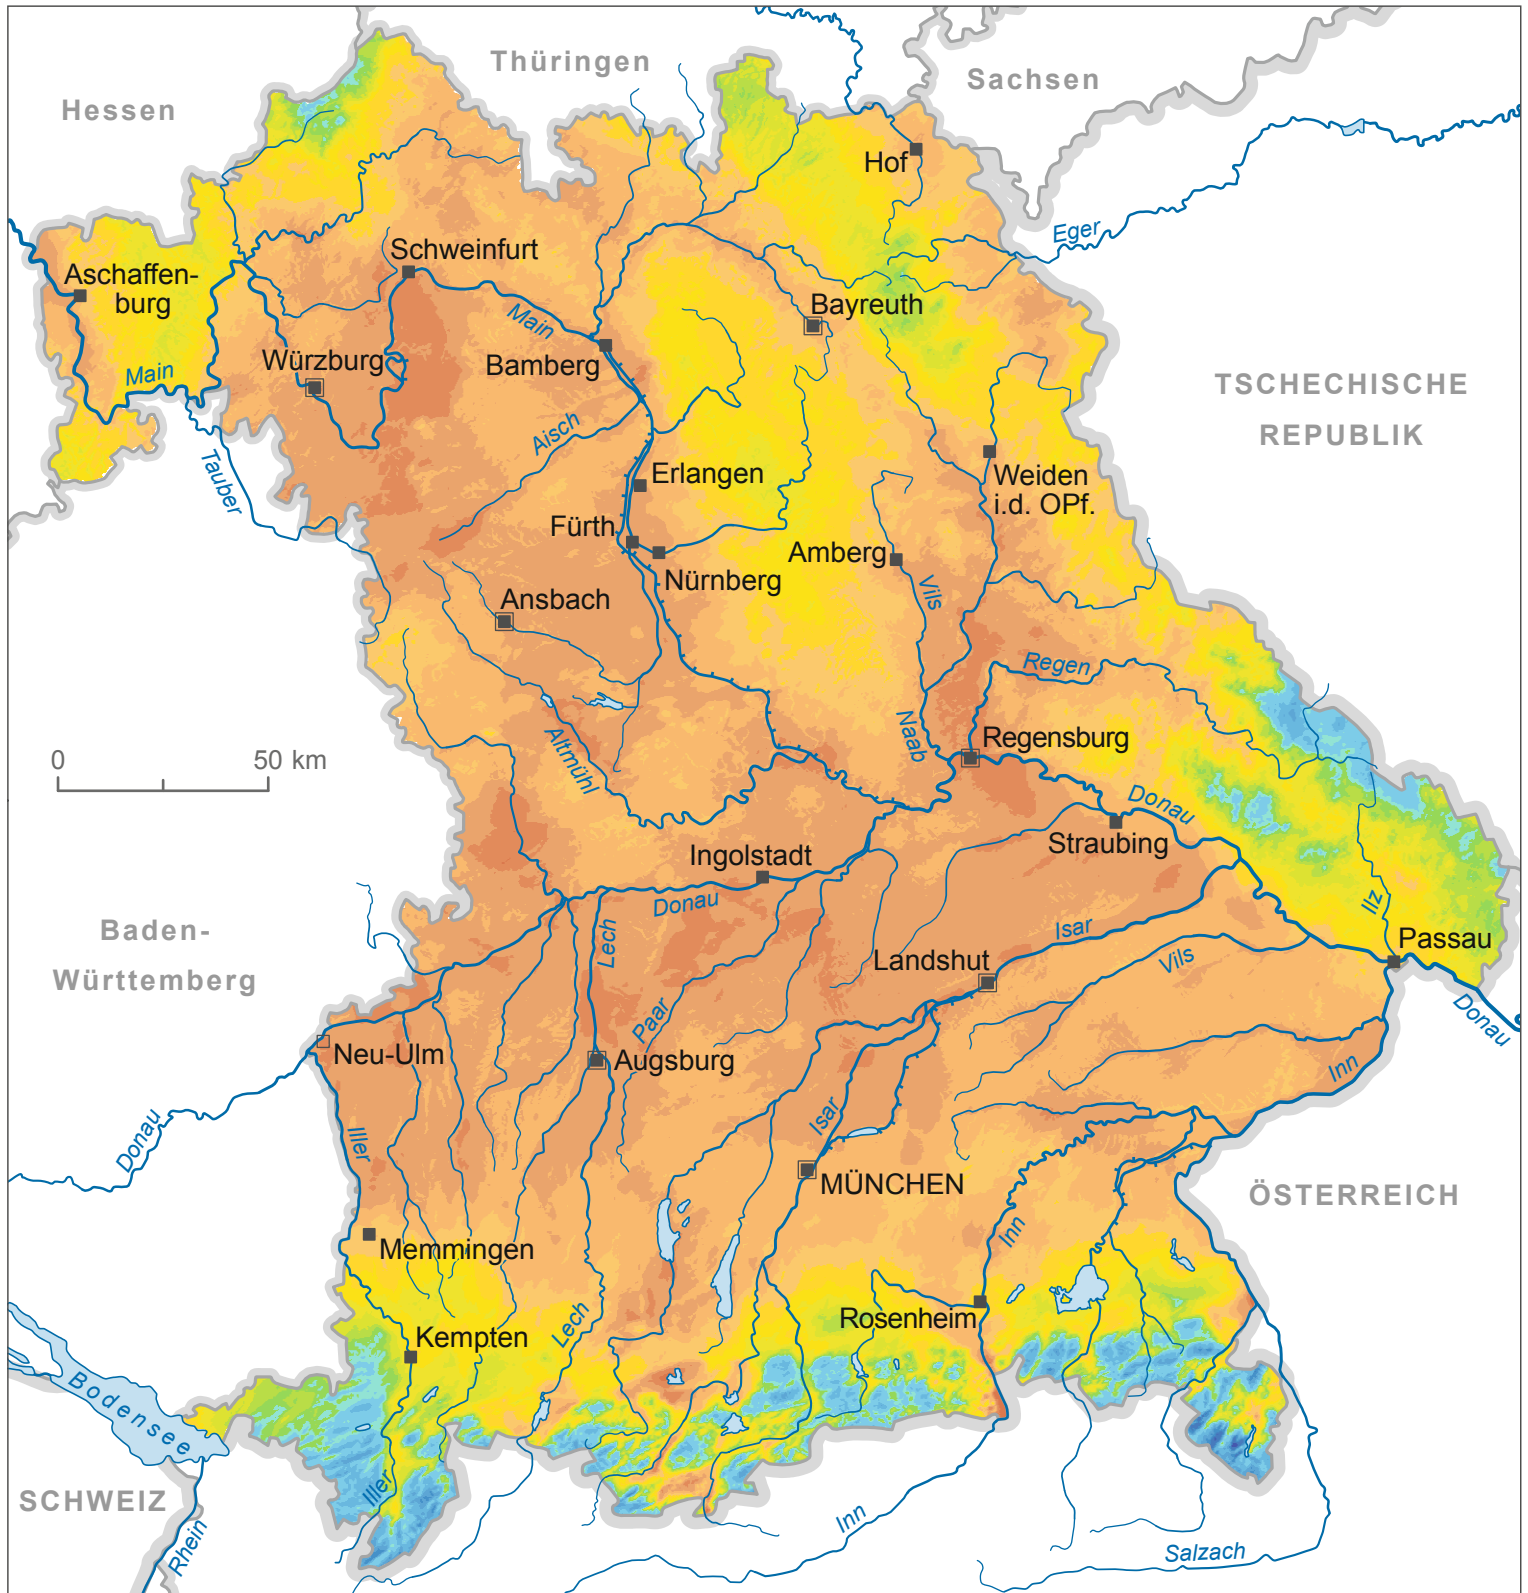 Thüringen
Sachsen
Hessen
Hof
Eger
Schweinfurt
Aschaffen-
burg
Bayreuth
Main
Bamberg
Würzburg
Main
TSCHECHISCHE
REPUBLIK
Aisch
Tauber
Erlangen
Weiden
i.d. OPf.
Fürth
Amberg
Nürnberg
Vils
Ansbach
Regen
Naab
Regensburg
Altmühl
0
50 km
Donau
Straubing
Ingolstadt
Donau
Ilz
Baden-
Württemberg
Lech
Isar
Passau
Landshut
Vils
Donau
Paar
Neu-Ulm
Augsburg
Inn
Donau
Iller
Isar
MÜNCHEN
ÖSTERREICH
Inn
Memmingen
Rosenheim
Lech
Kempten
Bodensee
SCHWEIZ
Iller
Rhein
Inn
Salzach